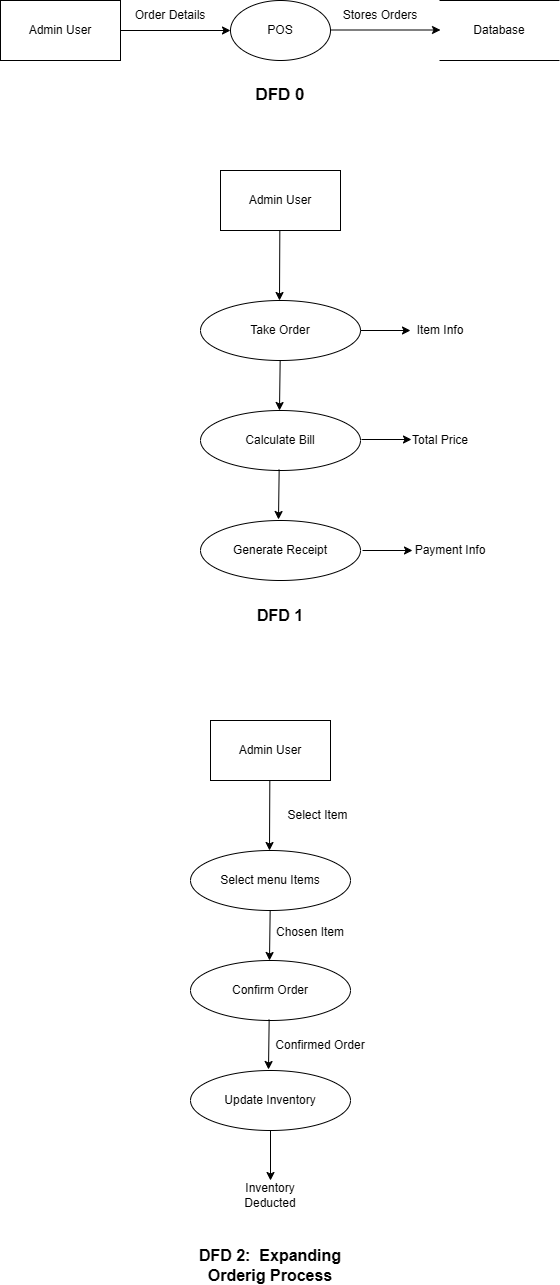 Order Details
Stores Orders
Admin User
POS
Database
DFD 0
Admin User
Take Order
Item Info
Calculate Bill
Total Price
Generate Receipt
Payment Info
DFD 1
Admin User
Select Item
Select menu Items
Chosen Item
Confirm Order
Confirmed Order
Update Inventory
Inventory
Deducted
DFD 2:  Expanding
Orderig Process